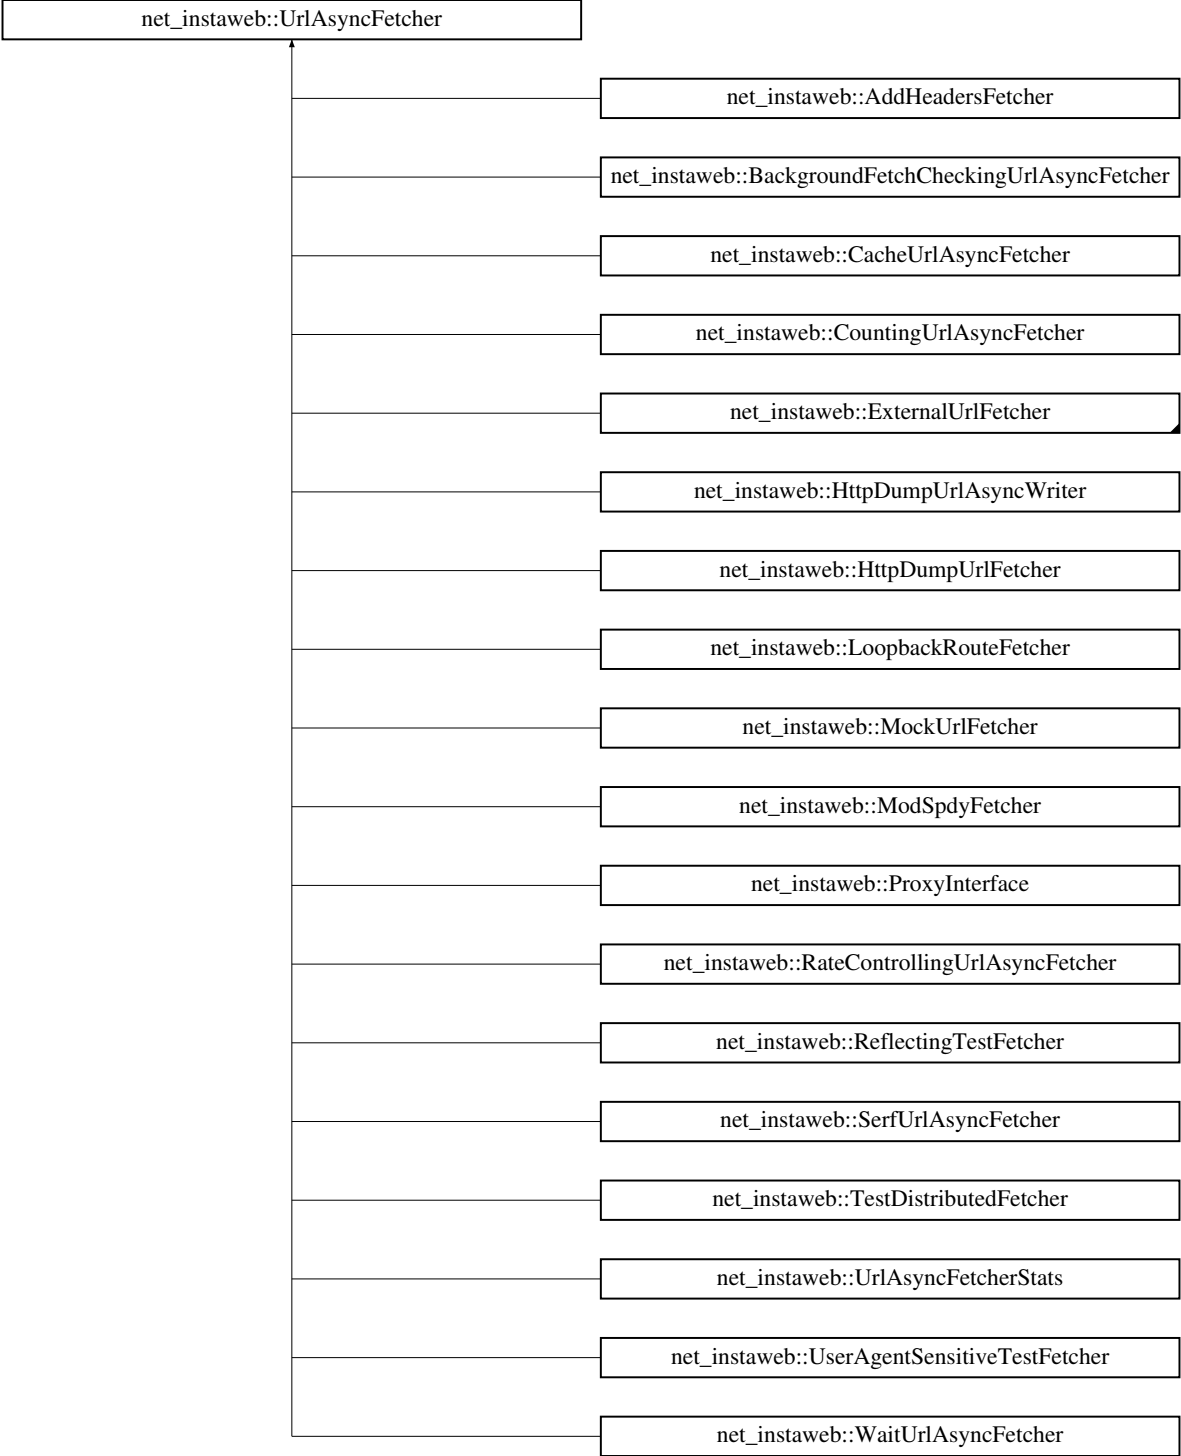 net_instaweb::UrlAsyncFetcher
net_instaweb::AddHeadersFetcher
net_instaweb::BackgroundFetchCheckingUrlAsyncFetcher
net_instaweb::CacheUrlAsyncFetcher
net_instaweb::CountingUrlAsyncFetcher
net_instaweb::ExternalUrlFetcher
net_instaweb::HttpDumpUrlAsyncWriter
net_instaweb::HttpDumpUrlFetcher
net_instaweb::LoopbackRouteFetcher
net_instaweb::MockUrlFetcher
net_instaweb::ModSpdyFetcher
net_instaweb::ProxyInterface
net_instaweb::RateControllingUrlAsyncFetcher
net_instaweb::ReflectingTestFetcher
net_instaweb::SerfUrlAsyncFetcher
net_instaweb::TestDistributedFetcher
net_instaweb::UrlAsyncFetcherStats
net_instaweb::UserAgentSensitiveTestFetcher
net_instaweb::WaitUrlAsyncFetcher